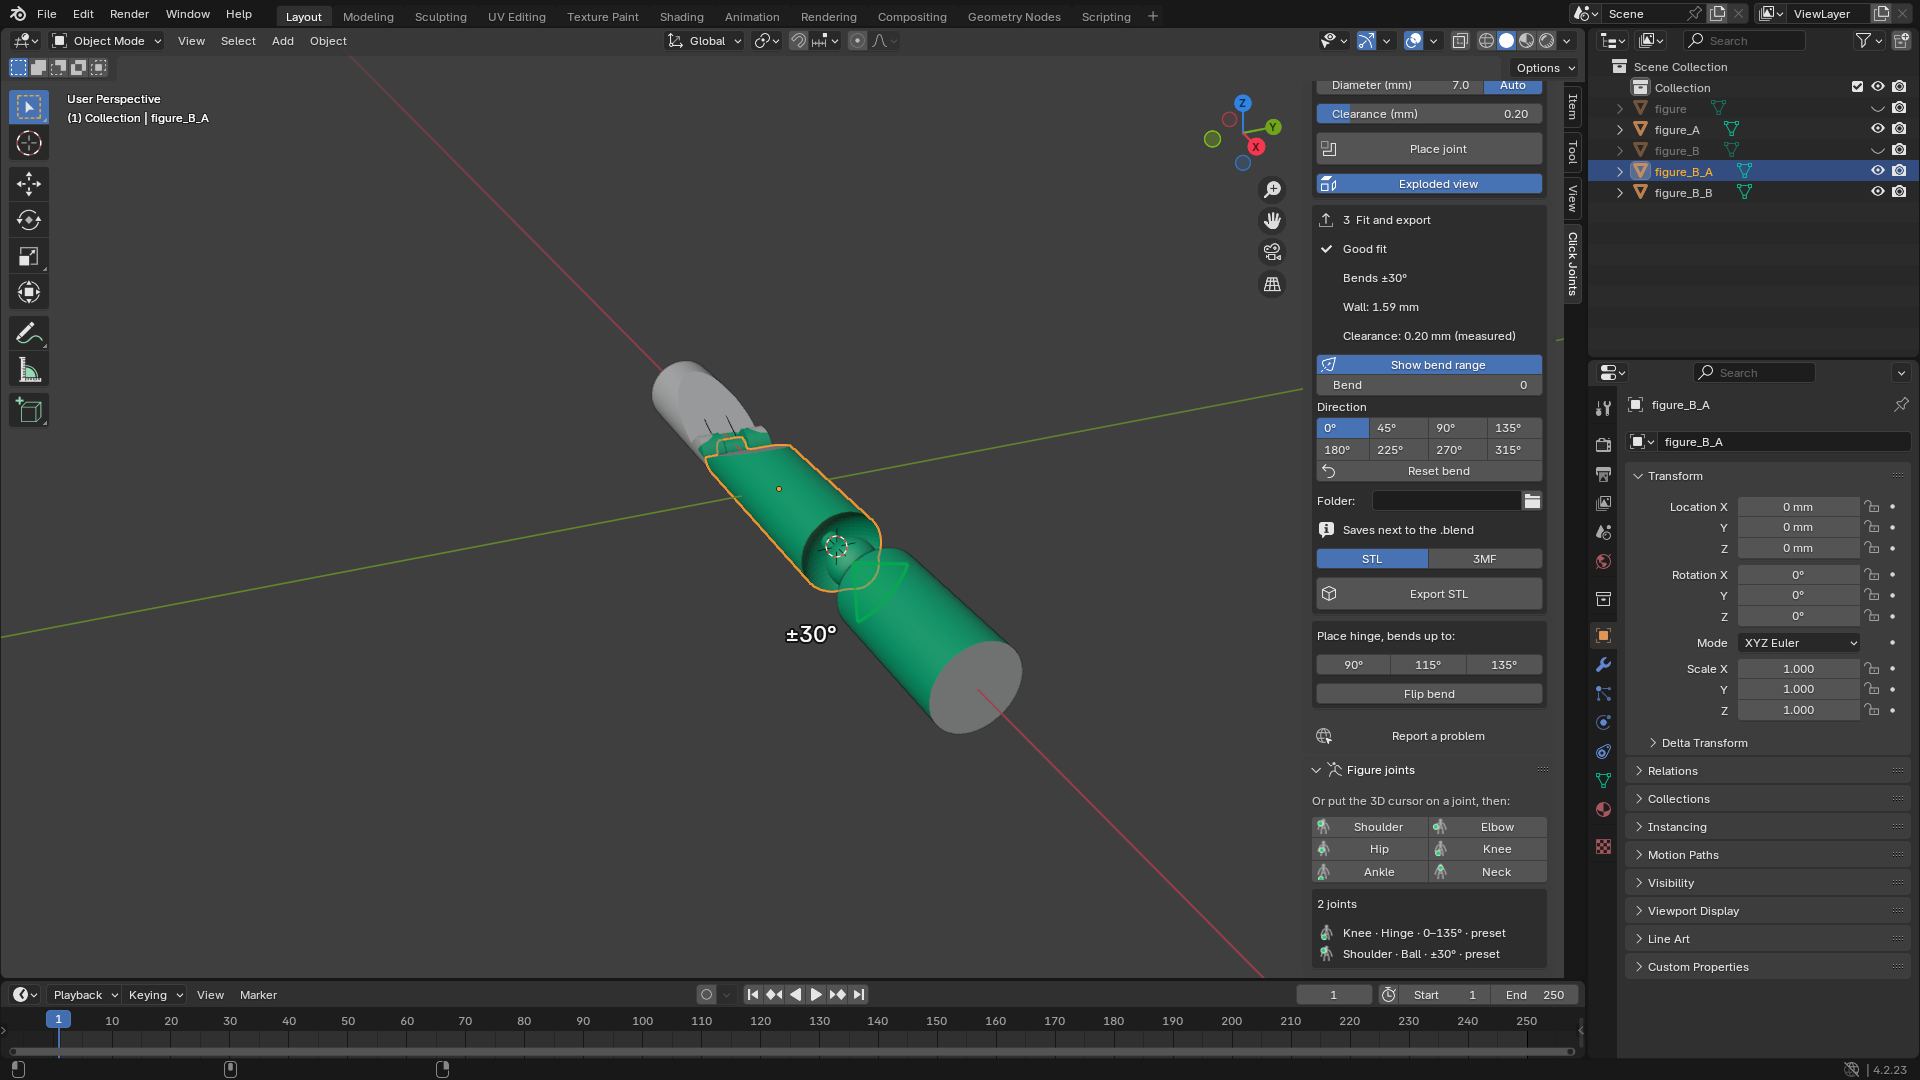 File Edit Render Window Help Layout Modeling Sculpting UV Editing Texture Paint Shading Animation Rendering Compositing Geometry Nodes Scripting Scene ViewLayer
Object Mode View Select Add Object Global
Options
User Perspective
(1) Collection | figure_B_A
Z
Y
X
±30°
Diameter (mm) 7.0 Auto
Clearance (mm) 0.20
Place joint
Exploded view
3 Fit and export
Good fit
Bends ±30°
Wall: 1.59 mm
Clearance: 0.20 mm (measured)
Show bend range
Bend 0
Direction
0° 45° 90° 135°
180° 225° 270° 315°
Reset bend
Folder:
Saves next to the .blend
STL 3MF
Export STL
Place hinge, bends up to:
90° 115° 135°
Flip bend
Report a problem
Figure joints
Or put the 3D cursor on a joint, then:
Shoulder Elbow
Hip Knee
Ankle Neck
2 joints
Knee · Hinge · 0–135° · preset
Shoulder · Ball · ±30° · preset
Item
Tool
View
Click Joints
Search
Scene Collection
Collection
figure
figure_A
figure_B
figure_B_A
figure_B_B
Search
figure_B_A
figure_B_A
Transform
Location X 0 mm
Y 0 mm
Z 0 mm
Rotation X 0°
Y 0°
Z 0°
Mode XYZ Euler
Scale X 1.000
Y 1.000
Z 1.000
Delta Transform
Relations
Collections
Instancing
Motion Paths
Visibility
Viewport Display
Line Art
Custom Properties
Playback Keying View Marker 1 Start 1 End 250
1 10 20 30 40 50 60 70 80 90 100 110 120 130 140 150 160 170 180 190 200 210 220 230 240 250
4.2.23